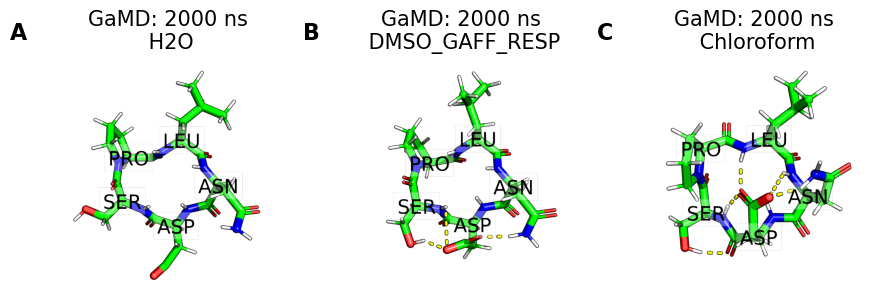 A
GaMD: 2000 ns
H2O
B
GaMD: 2000 ns
DMSO_GAFF_RESP
C
GaMD: 2000 ns
Chloroform
PRO
LEU
SER
ASN
ASP
PRO
LEU
SER
ASN
ASP
PRO
LEU
SER
ASN
ASP